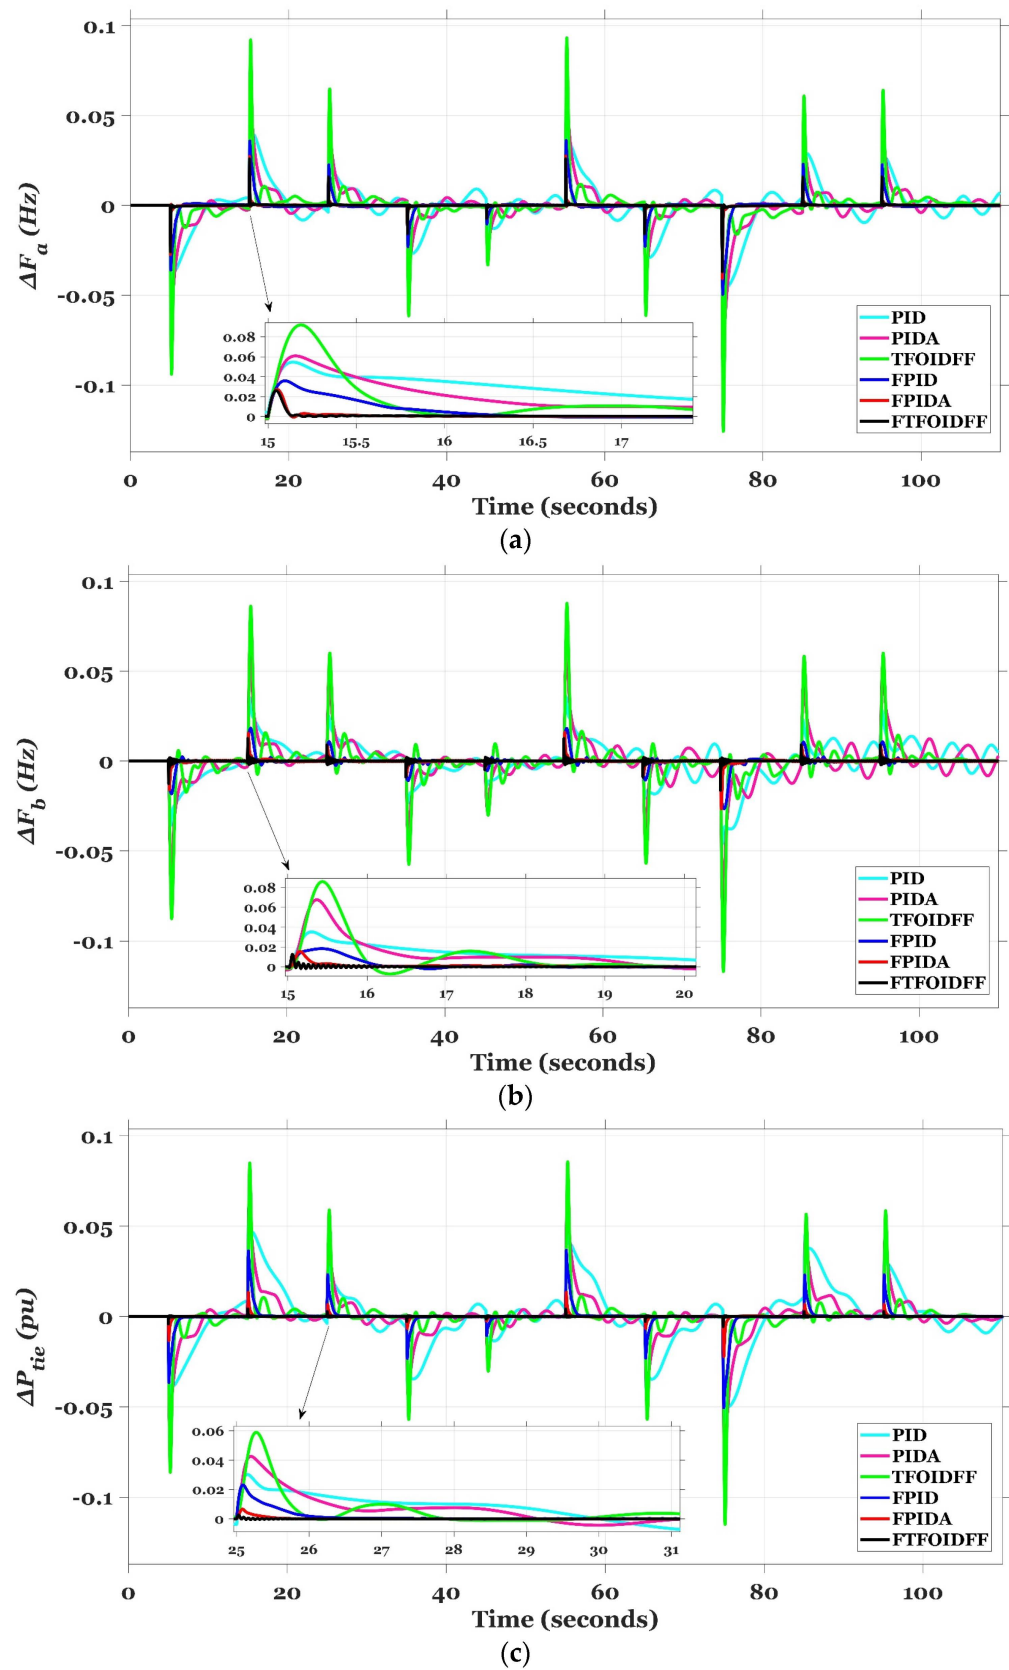 0.1
0.05
0
-0.05
-0.1
ΔF_a (Hz)
0.08
0.06
0.04
0.02
0
15 15.5 16 16.5 17
PID
PIDA
TFOIDFF
FPID
FPIDA
FTFOIDFF
0 20 40 60 80 100
Time (seconds)
(a)
0.1
0.05
0
-0.05
-0.1
ΔF_b (Hz)
0.08
0.06
0.04
0.02
0
15 16 17 18 19 20
PID
PIDA
TFOIDFF
FPID
FPIDA
FTFOIDFF
0 20 40 60 80 100
Time (seconds)
(b)
0.1
0.05
0
-0.05
-0.1
ΔP_tie (pu)
0.06
0.04
0.02
0
25 26 27 28 29 30 31
PID
PIDA
TFOIDFF
FPID
FPIDA
FTFOIDFF
0 20 40 60 80 100
Time (seconds)
(c)